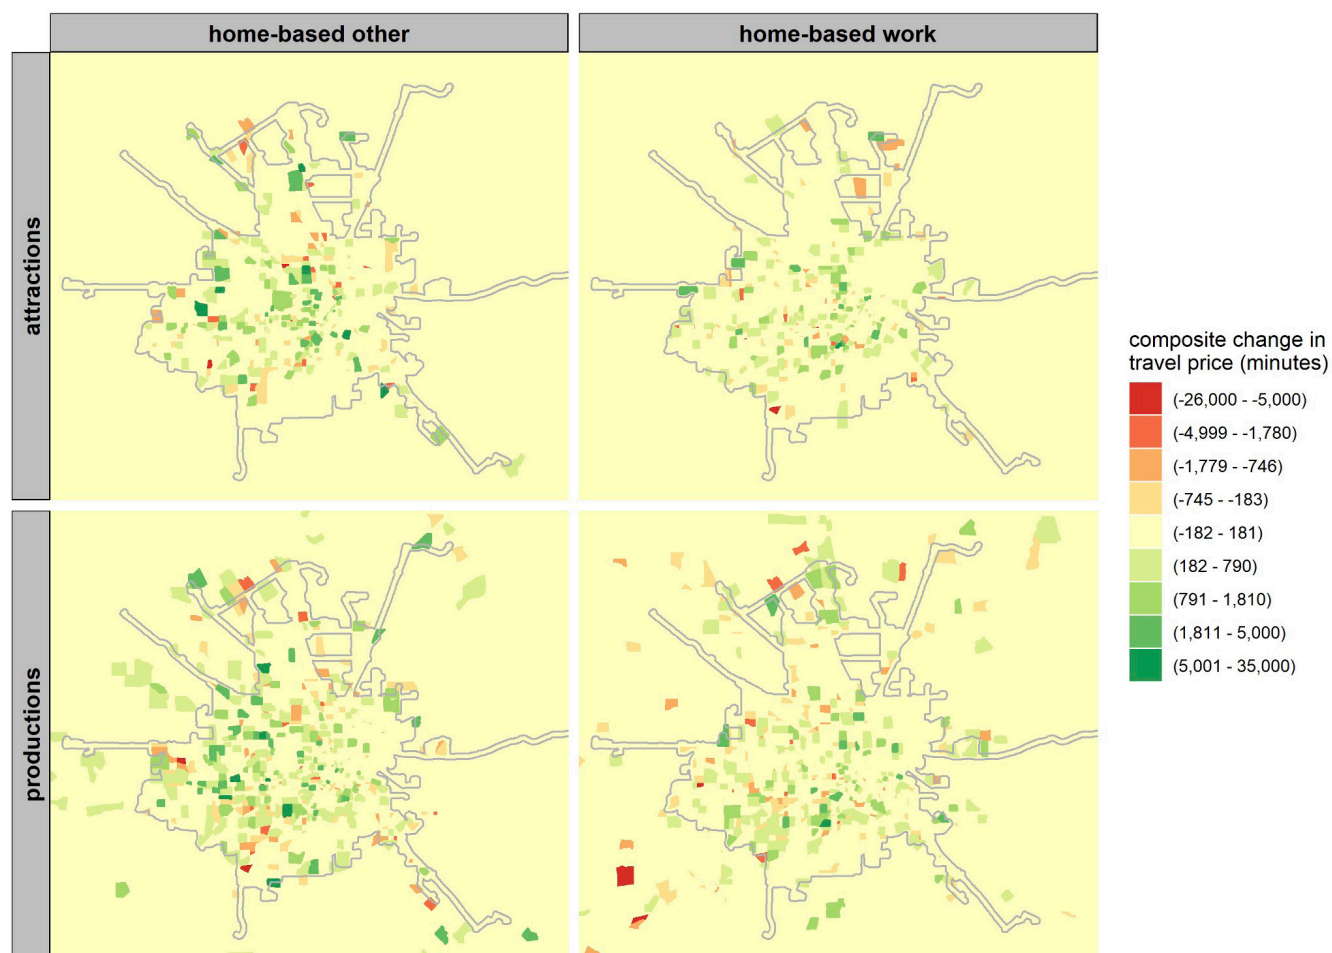 home-based other
home-based work
attractions
productions
composite change in
travel price (minutes)
(-26,000 - -5,000)
(-4,999 - -1,780)
(-1,779 - -746)
(-745 - -183)
(-182 - 181)
(182 - 790)
(791 - 1,810)
(1,811 - 5,000)
(5,001 - 35,000)